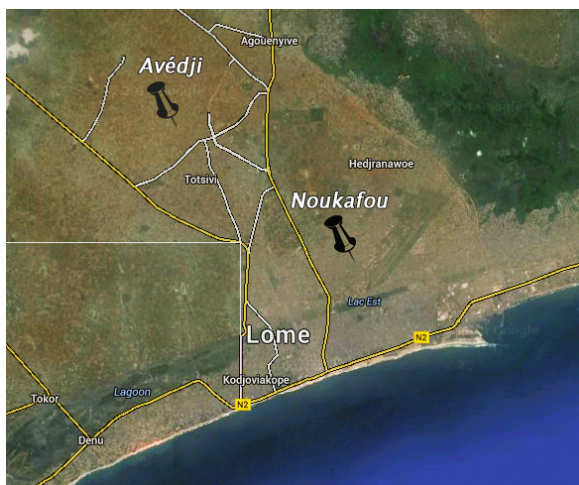 Agouenyive
Avédji
Hedjranawoe
Totsivi
Noukafou
Lac Est
Lome
N2
Kodjoviakope
Lagoon
Tokor
N2
Denu